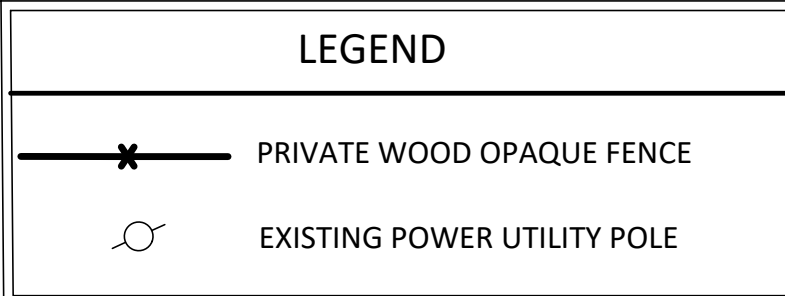 LEGEND
PRIVATE WOOD OPAQUE FENCE
EXISTING POWER UTILITY POLE